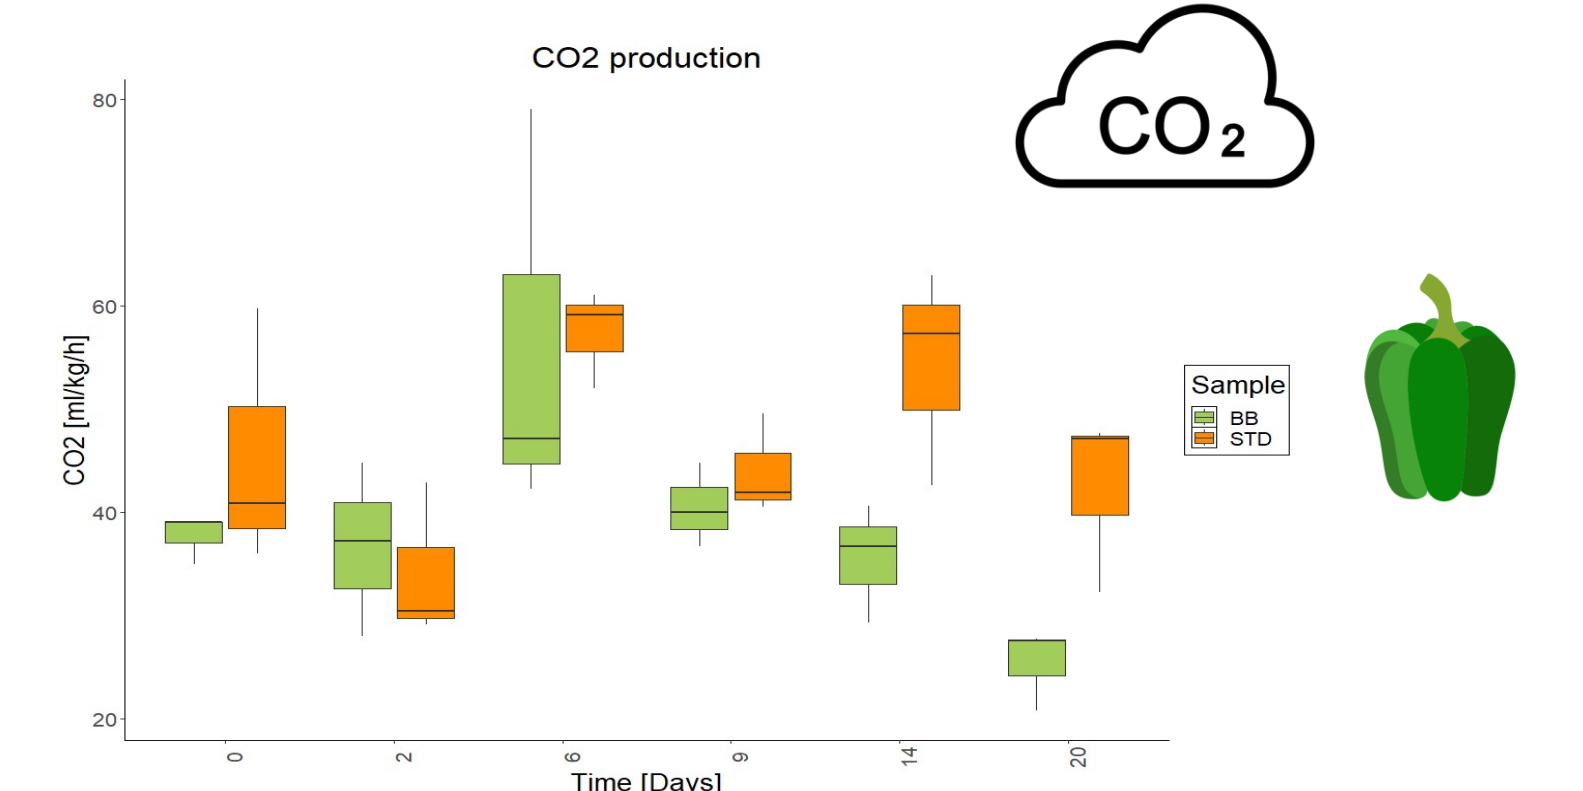 CO2 production
CO₂
80
60
40
20
CO2 [ml/kg/h]
0
2
6
9
14
20
Time [Days]
Sample
BB
STD